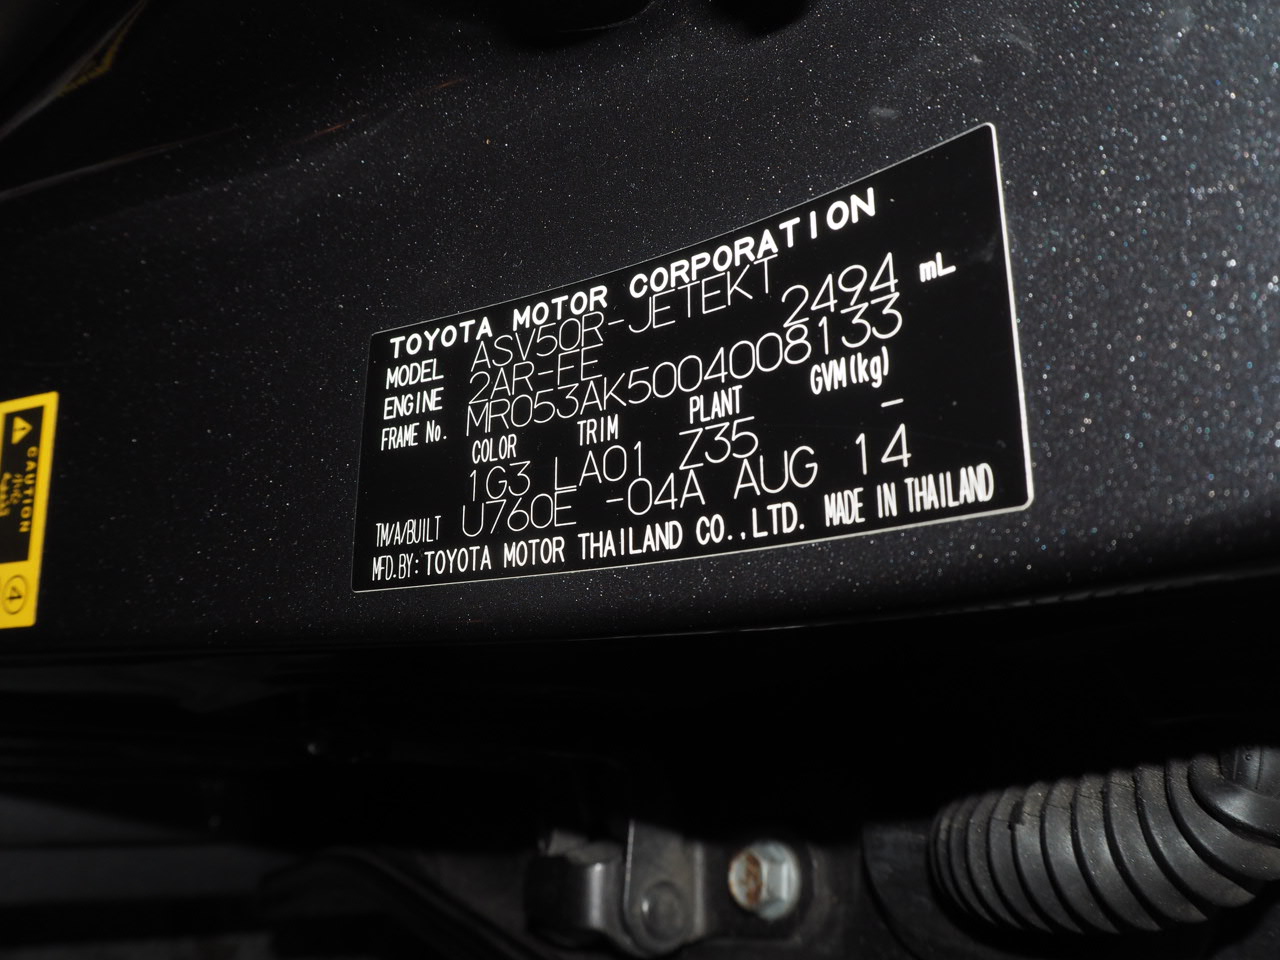 TOYOTA MOTOR CORPORATION
MODEL ASV50R-JETEKT
ENGINE 2AR-FE 2494 mL
FRAME No. MR053AK5004008133
COLOR TRIM PLANT GVM(kg)
1G3 LA01 Z35 –
TM/A/BUILT U760E -04A AUG 14
MFD.BY: TOYOTA MOTOR THAILAND CO.,LTD. MADE IN THAILAND
CAUTION
4